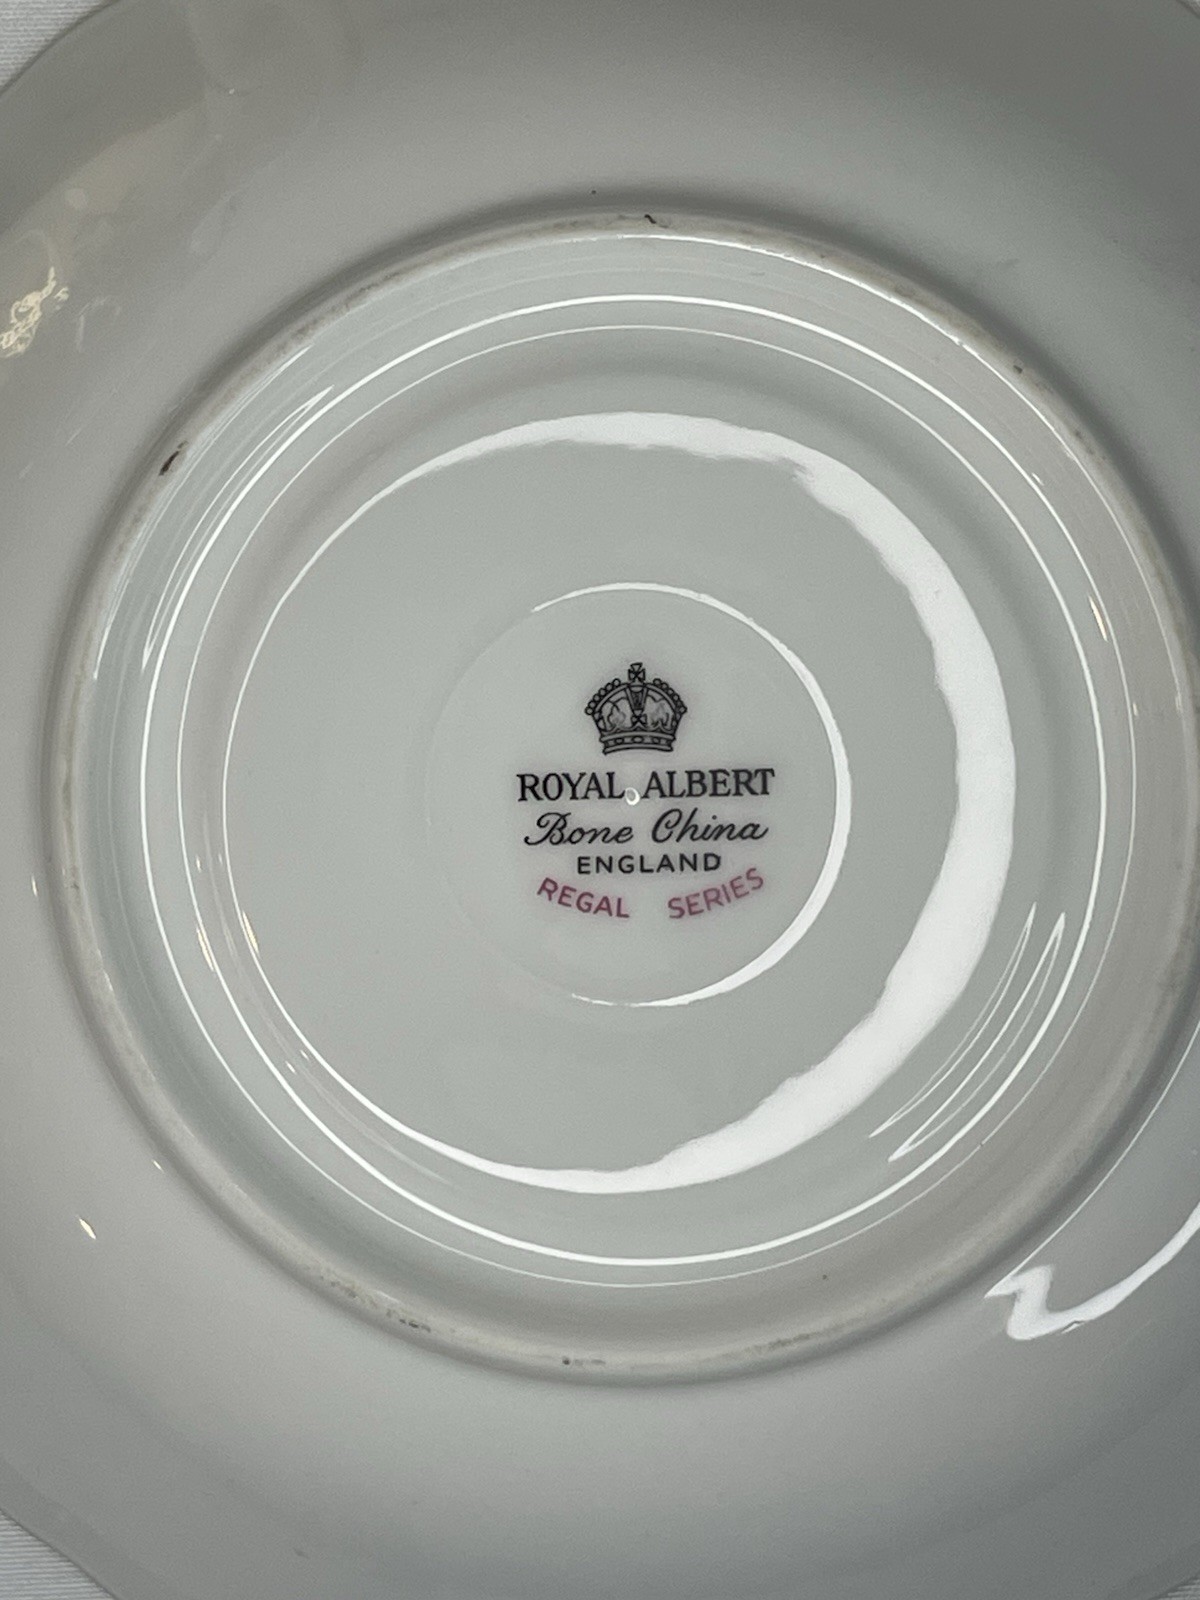 ROYAL ALBERT
Bone China
ENGLAND
REGAL SERIES